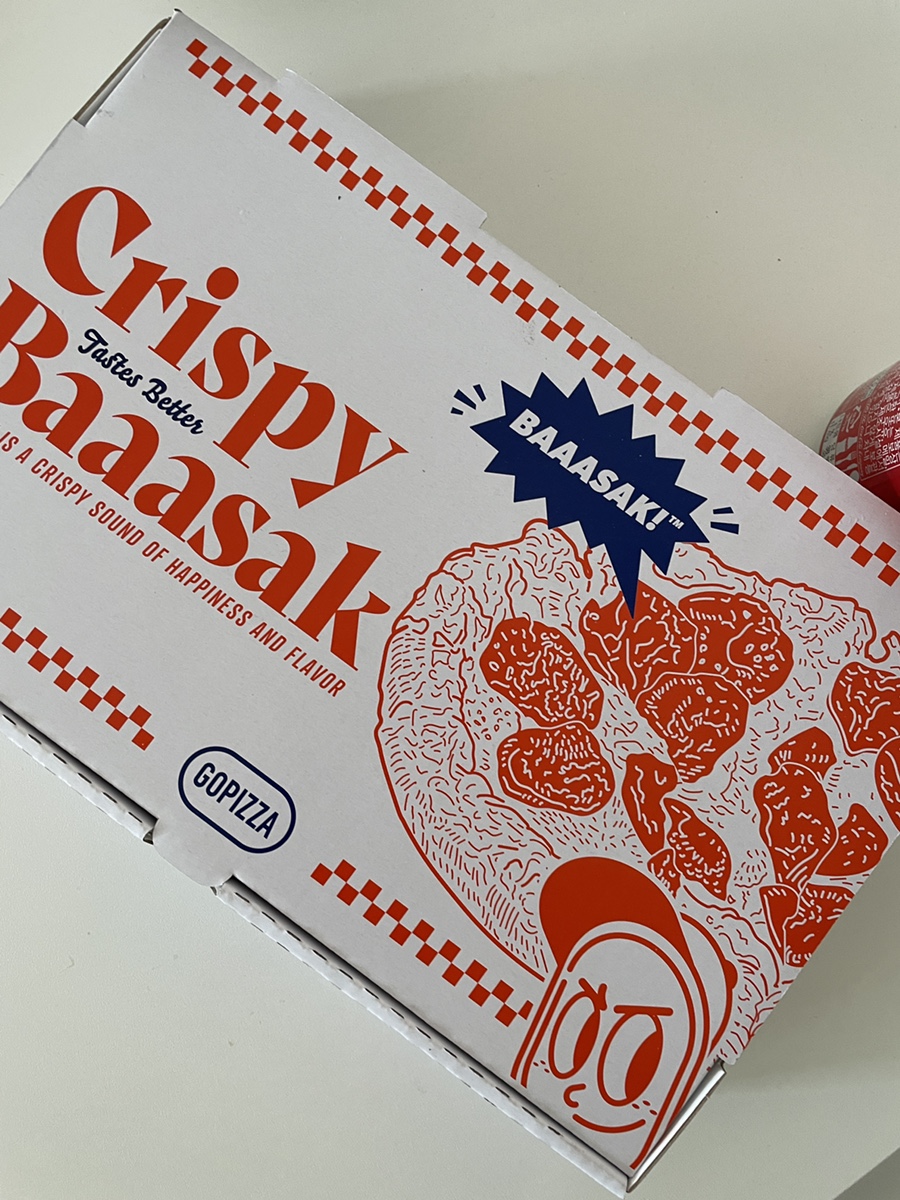 Crispy
Tastes Better
Baaasak
IS A CRISPY SOUND OF HAPPINESS AND FLAVOR
BAAASAK!™
GOPIZZA